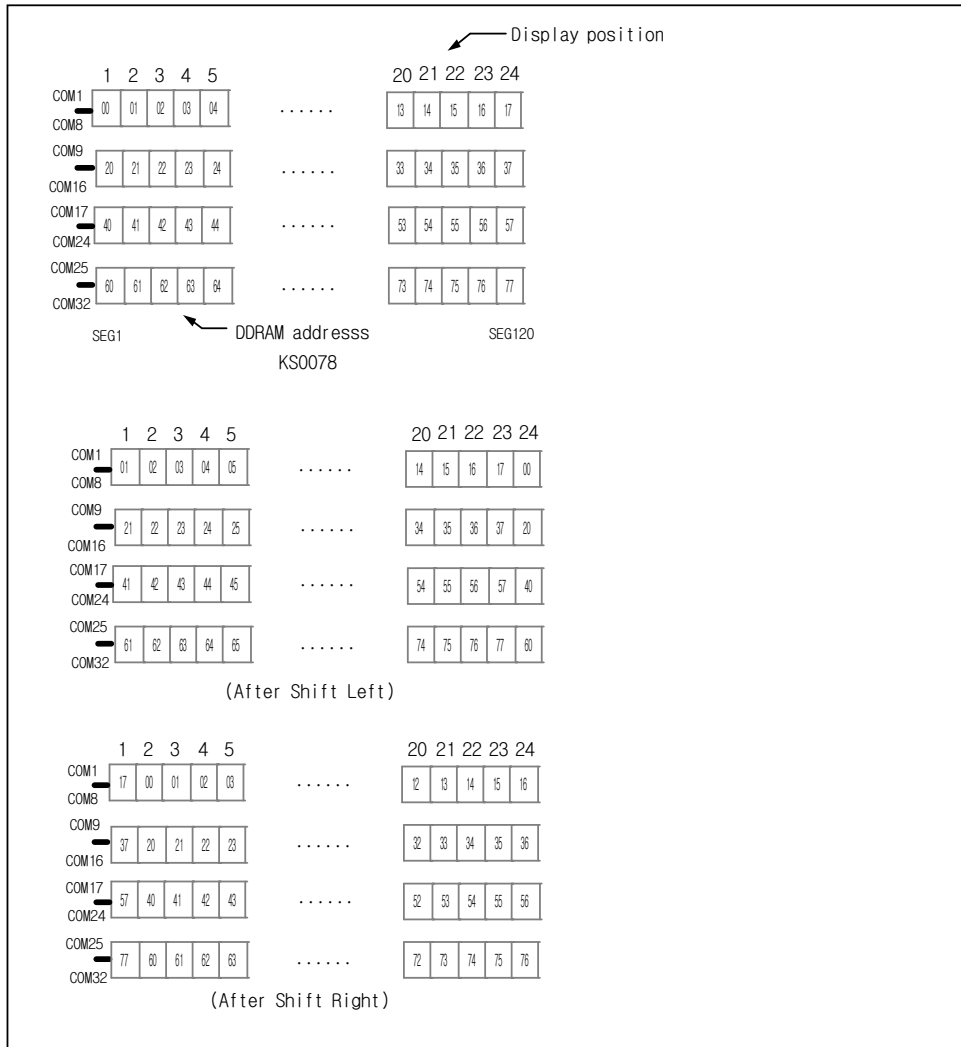 Display position
1 2 3 4 5 20 21 22 23 24
COM1
00 01 02 03 04 ...... 13 14 15 16 17
COM8
COM9
20 21 22 23 24 ...... 33 34 35 36 37
COM16
COM17
40 41 42 43 44 ...... 53 54 55 56 57
COM24
COM25
60 61 62 63 64 ...... 73 74 75 76 77
COM32
SEG1 DDRAM addresss SEG120
KS0078
1 2 3 4 5 20 21 22 23 24
COM1
01 02 03 04 05 ...... 14 15 16 17 00
COM8
COM9
21 22 23 24 25 ...... 34 35 36 37 20
COM16
COM17
41 42 43 44 45 ...... 54 55 56 57 40
COM24
COM25
61 62 63 64 65 ...... 74 75 76 77 60
COM32
(After Shift Left)
1 2 3 4 5 20 21 22 23 24
COM1
17 00 01 02 03 ...... 12 13 14 15 16
COM8
COM9
37 20 21 22 23 ...... 32 33 34 35 36
COM16
COM17
57 40 41 42 43 ...... 52 53 54 55 56
COM24
COM25
77 60 61 62 63 ...... 72 73 74 75 76
COM32
(After Shift Right)